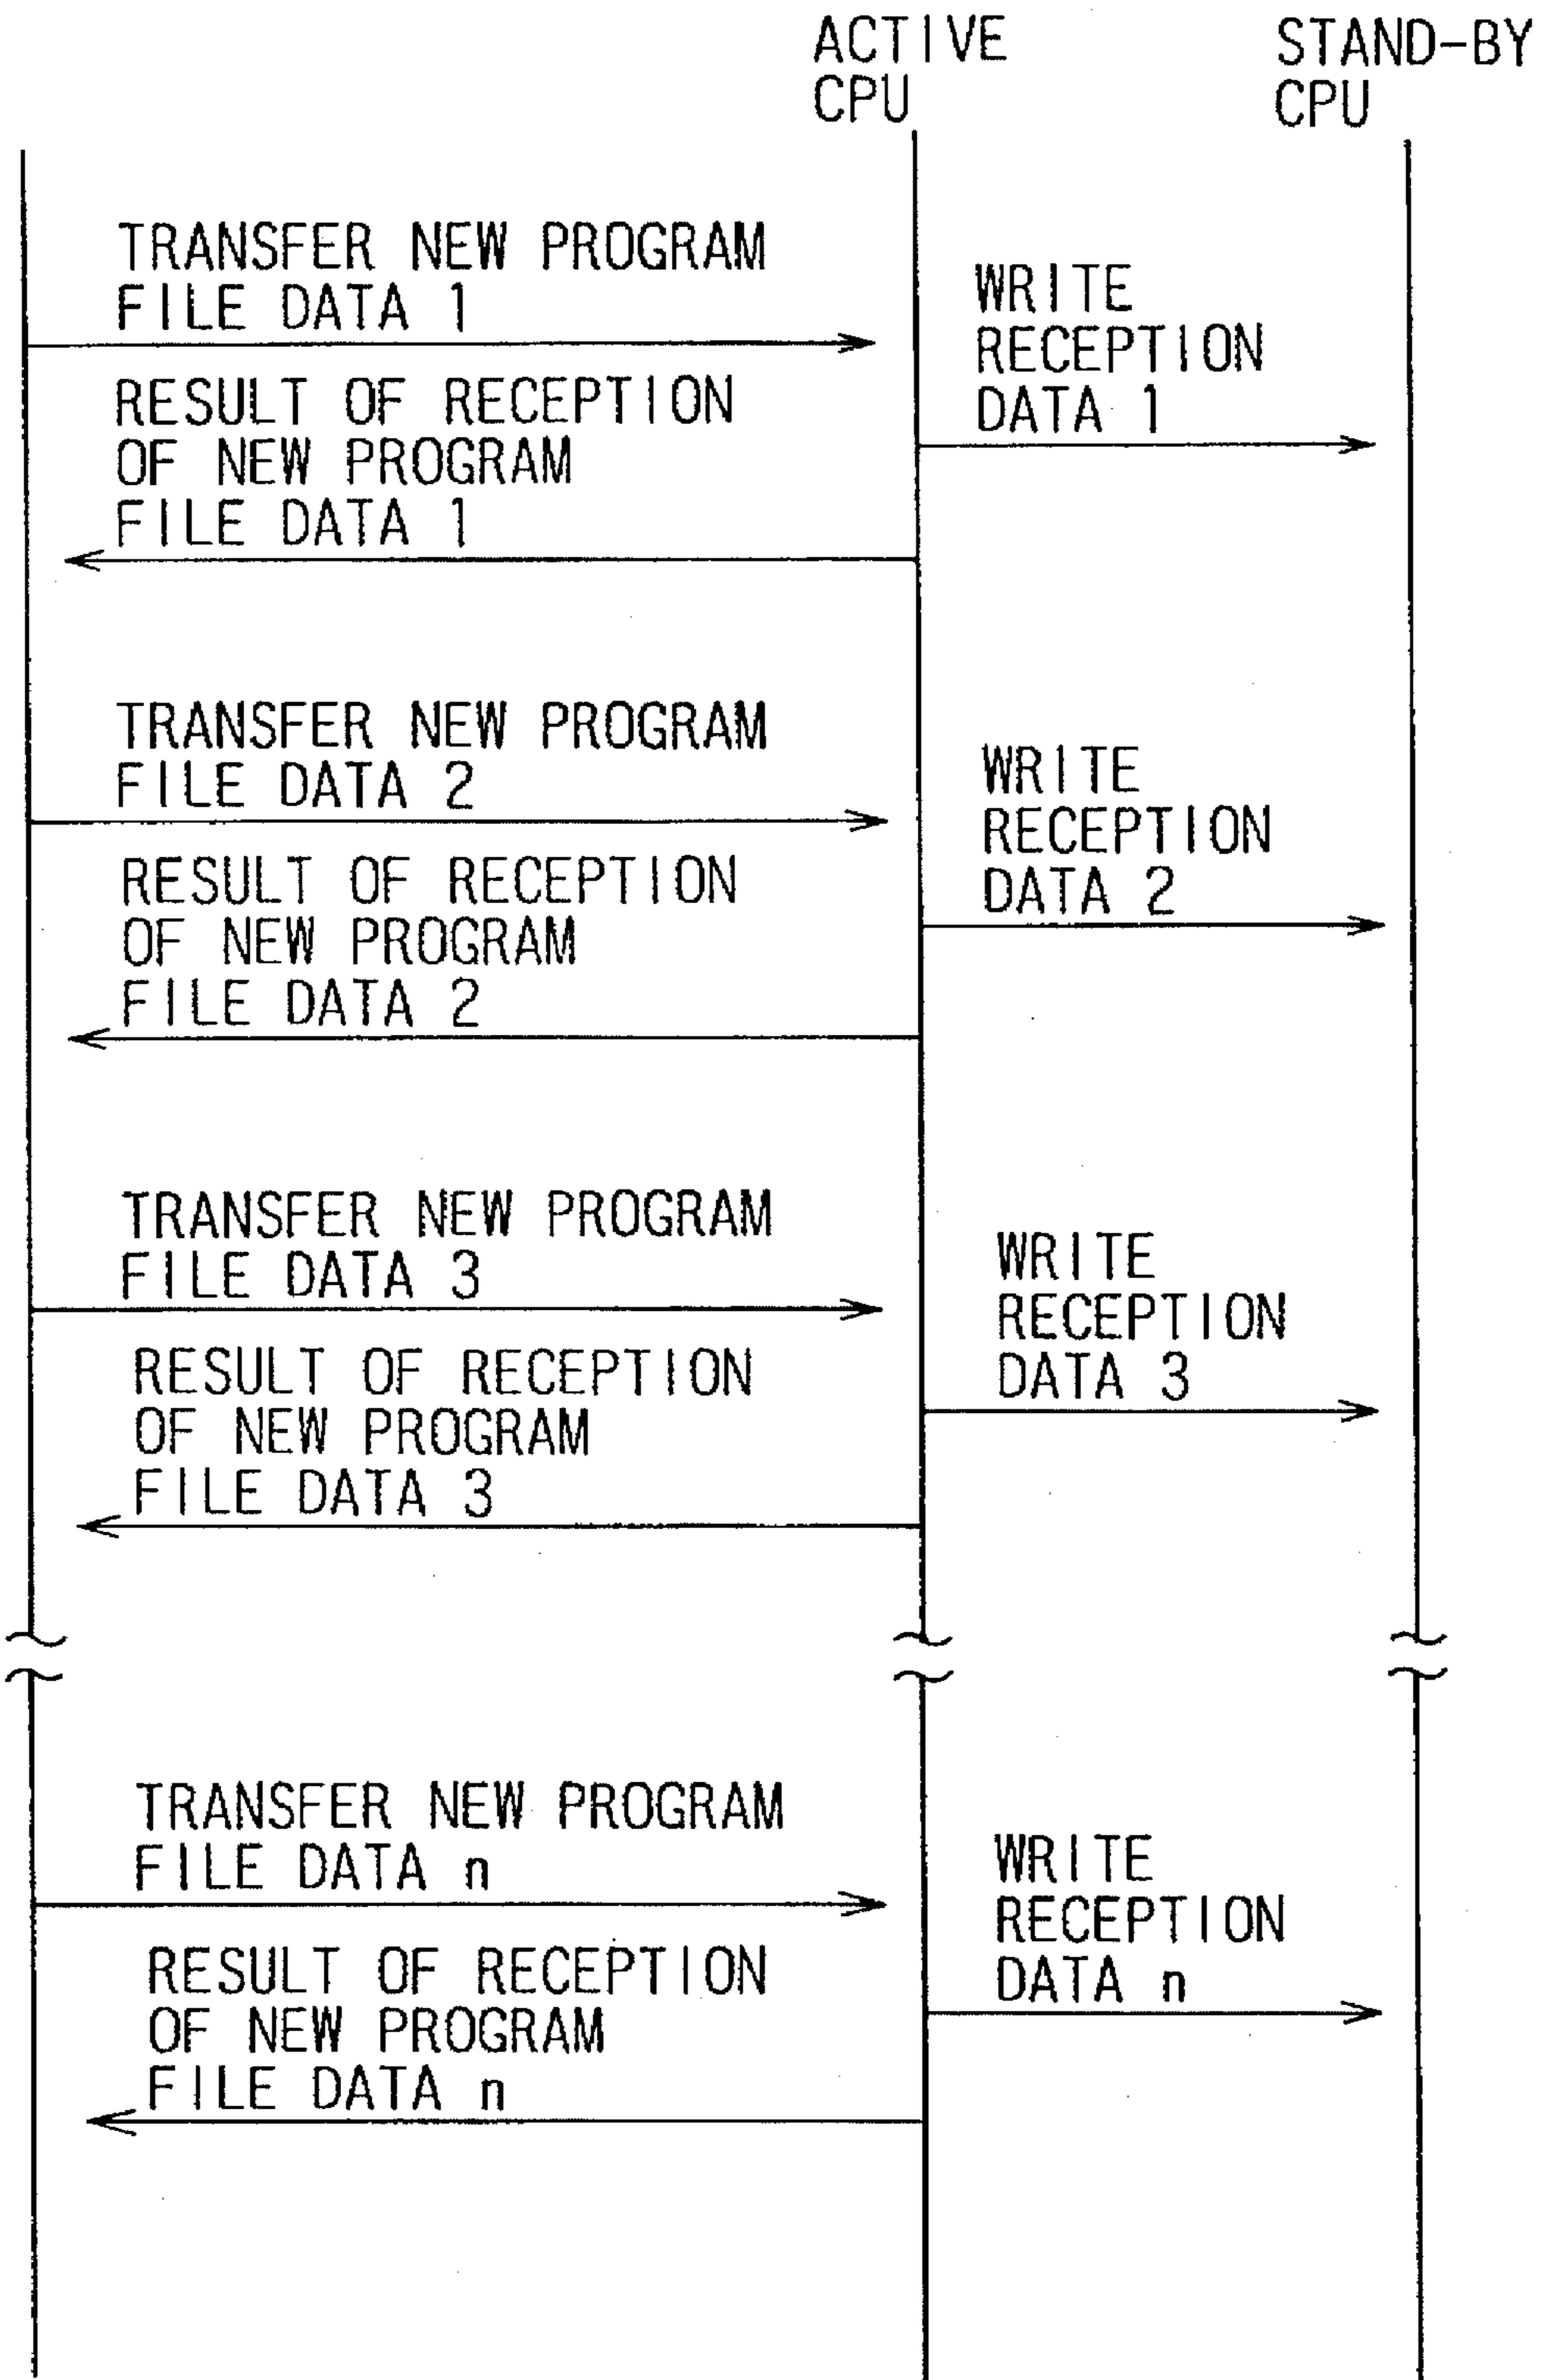 ACTIVE
CPU
STAND-BY
CPU
TRANSFER NEW PROGRAM
FILE DATA 1
WRITE
RECEPTION
DATA 1
RESULT OF RECEPTION
OF NEW PROGRAM
FILE DATA 1
TRANSFER NEW PROGRAM
FILE DATA 2
WRITE
RECEPTION
DATA 2
RESULT OF RECEPTION
OF NEW PROGRAM
FILE DATA 2
TRANSFER NEW PROGRAM
FILE DATA 3
WRITE
RECEPTION
DATA 3
RESULT OF RECEPTION
OF NEW PROGRAM
FILE DATA 3
TRANSFER NEW PROGRAM
FILE DATA n
WRITE
RECEPTION
DATA n
RESULT OF RECEPTION
OF NEW PROGRAM
FILE DATA n